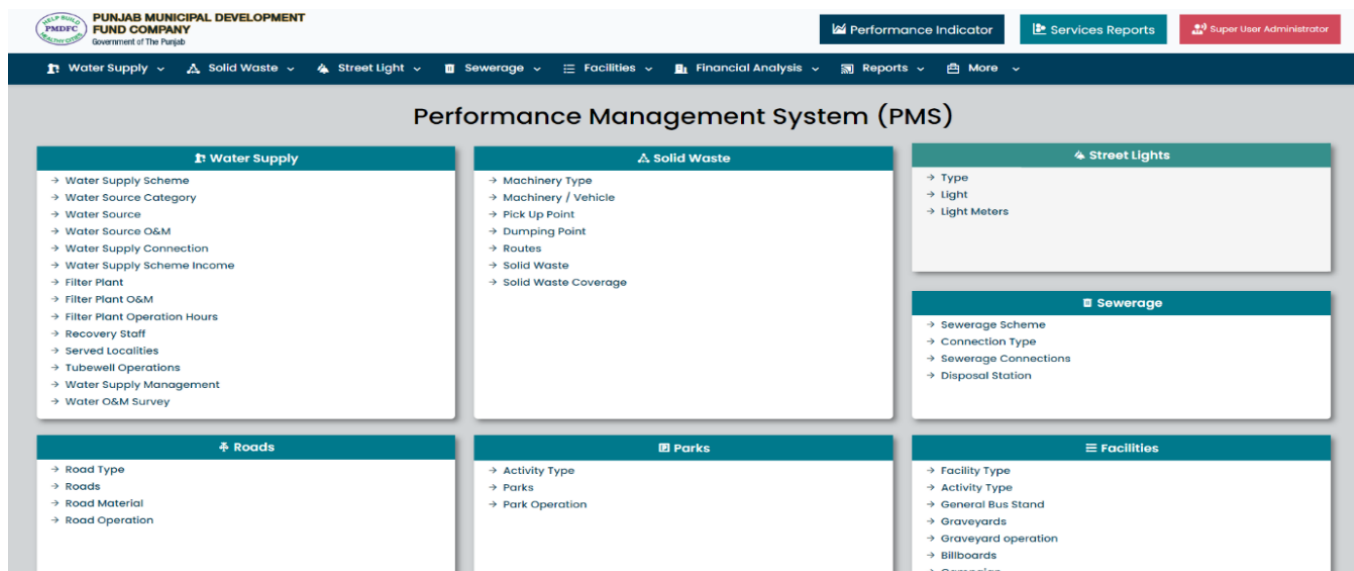 HELP BUILD
PMDFC
HEALTHY CITIES
PUNJAB MUNICIPAL DEVELOPMENT
FUND COMPANY
Government of The Punjab
Performance Indicator
Services Reports
Super User Administrator
Water Supply
Solid Waste
Street Light
Sewerage
Facilities
Financial Analysis
Reports
More
Performance Management System (PMS)
Water Supply
→ Water Supply Scheme
→ Water Source Category
→ Water Source
→ Water Source O&M
→ Water Supply Connection
→ Water Supply Scheme Income
→ Filter Plant
→ Filter Plant O&M
→ Filter Plant Operation Hours
→ Recovery Staff
→ Served Localities
→ Tubewell Operations
→ Water Supply Management
→ Water O&M Survey
Solid Waste
→ Machinery Type
→ Machinery / Vehicle
→ Pick Up Point
→ Dumping Point
→ Routes
→ Solid Waste
→ Solid Waste Coverage
Street Lights
→ Type
→ Light
→ Light Meters
Sewerage
→ Sewerage Scheme
→ Connection Type
→ Sewerage Connections
→ Disposal Station
Roads
→ Road Type
→ Roads
→ Road Material
→ Road Operation
Parks
→ Activity Type
→ Parks
→ Park Operation
Facilities
→ Facility Type
→ Activity Type
→ General Bus Stand
→ Graveyards
→ Graveyard operation
→ Billboards